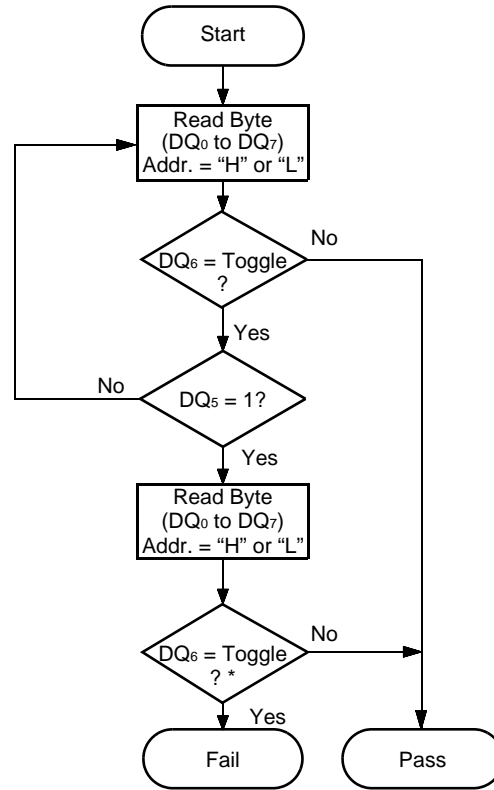 Start
Read Byte
(DQ0 to DQ7)
Addr. = “H” or “L”
No
DQ6 = Toggle
?
Yes
No
DQ5 = 1?
Yes
Read Byte
(DQ0 to DQ7)
Addr. = “H” or “L”
No
DQ6 = Toggle
? *
Yes
Fail
Pass